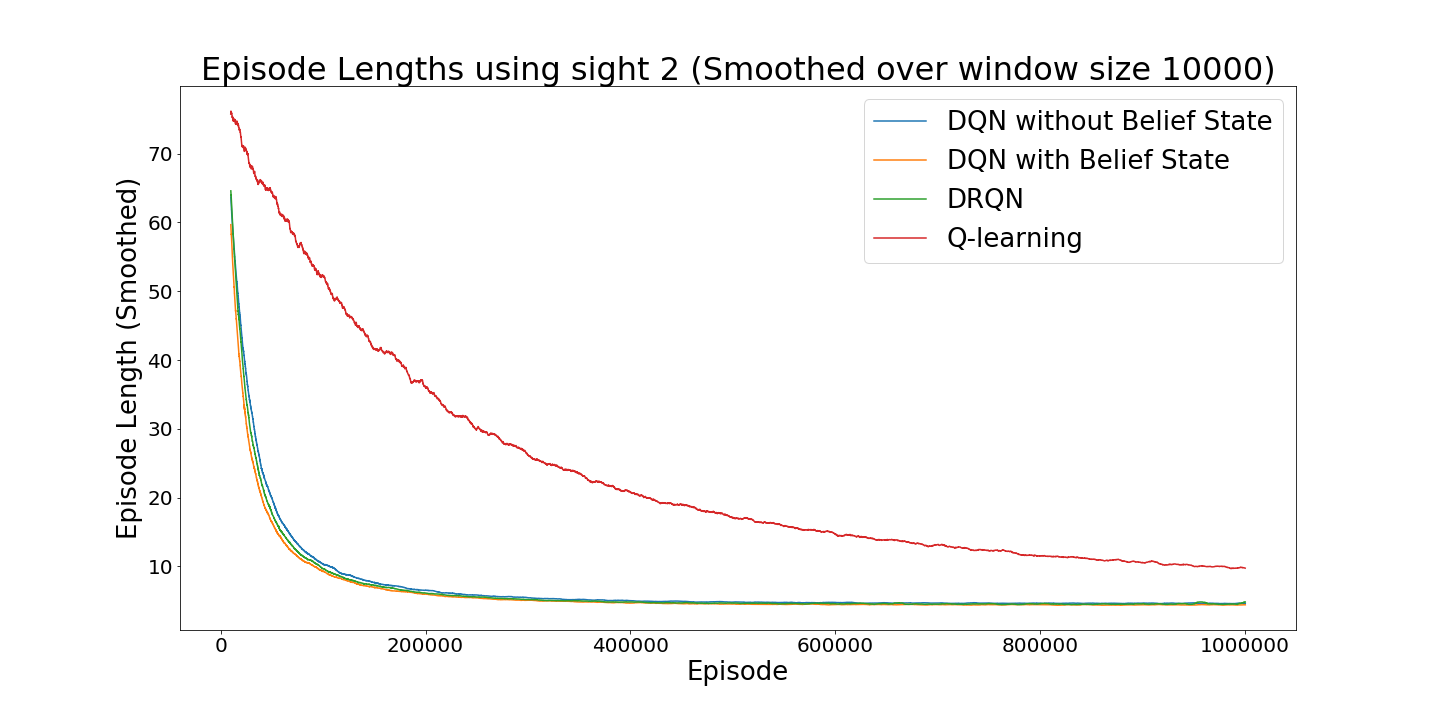 Episode Lengths using sight 2 (Smoothed over window size 10000)
DQN without Belief State
DQN with Belief State
DRQN
Q-learning
Episode Length (Smoothed)
70
60
50
40
30
20
10
0 200000 400000 600000 800000 1000000
Episode